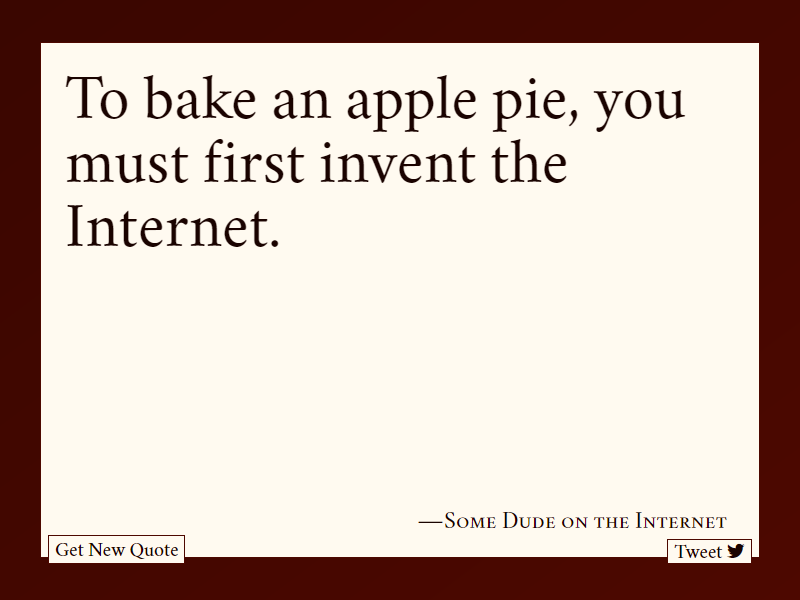 To bake an apple pie, you
must first invent the
Internet.
—Some Dude on the Internet
Get New Quote
Tweet